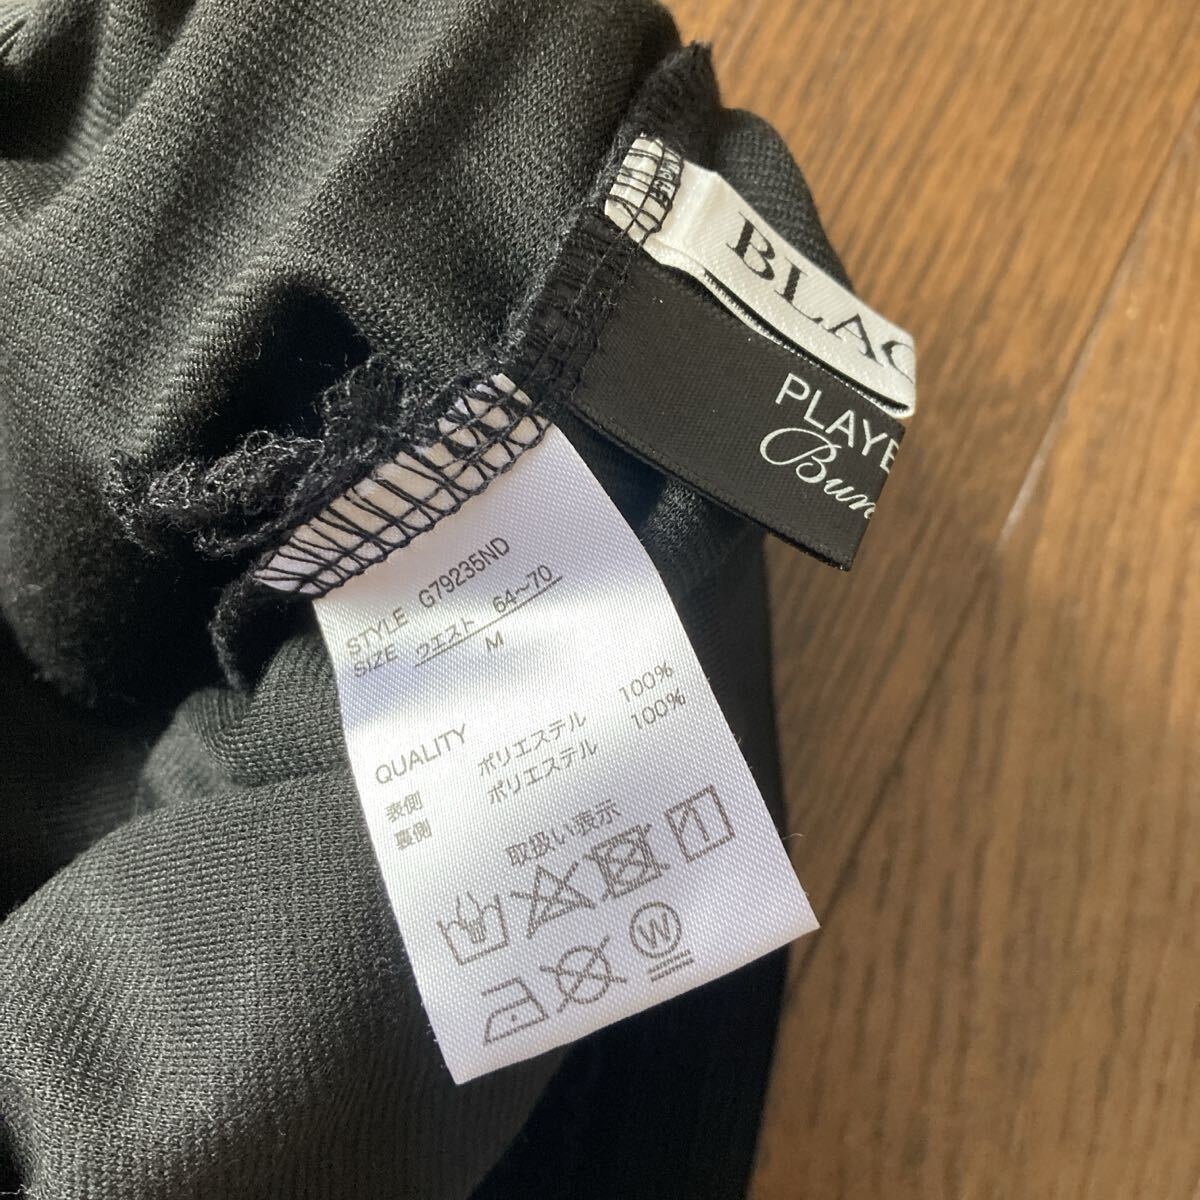 BLAC
PLAYE
Bun
STYLE G79235ND
SIZE ウエスト 64~70
M
QUALITY
表側 ポリエステル 100%
裏側 ポリエステル 100%
取扱い表示
W